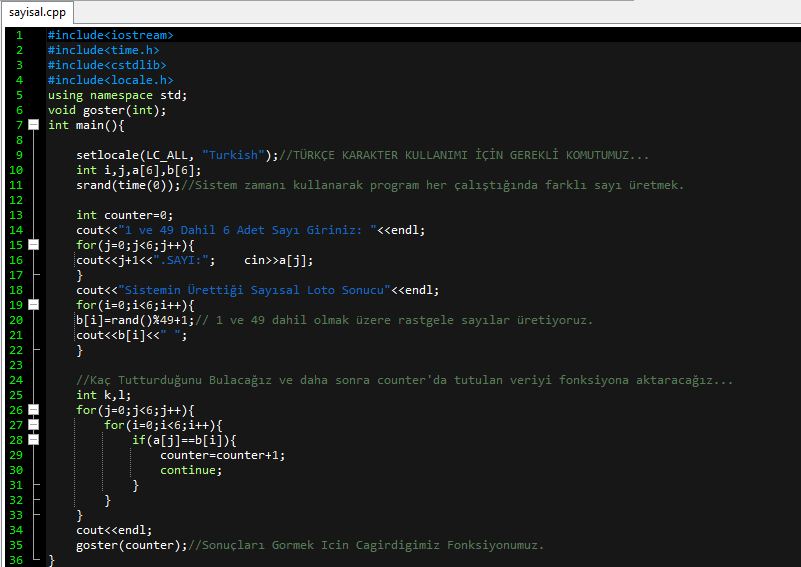 sayisal.cpp
1 #include<iostream>
2 #include<time.h>
3 #include<cstdlib>
4 #include<locale.h>
5 using namespace std;
6 void goster(int);
7 int main(){
8
9 setlocale(LC_ALL, "Turkish");//TÜRKÇE KARAKTER KULLANIMI İÇİN GEREKLİ KOMUTUMUZ...
10 int i,j,a[6],b[6];
11 srand(time(0));//Sistem zamanı kullanarak program her çalıştığında farklı sayı üretmek.
12
13 int counter=0;
14 cout<<"1 ve 49 Dahil 6 Adet Sayı Giriniz: "<<endl;
15 for(j=0;j<6;j++){
16 cout<<j+1<<".SAYI:"; cin>>a[j];
17 }
18 cout<<"Sistemin Ürettiği Sayısal Loto Sonucu"<<endl;
19 for(i=0;i<6;i++){
20 b[i]=rand()%49+1;// 1 ve 49 dahil olmak üzere rastgele sayılar üretiyoruz.
21 cout<<b[i]<<" ";
22 }
23
24 //Kaç Tutturduğunu Bulacağız ve daha sonra counter'da tutulan veriyi fonksiyona aktaracağız...
25 int k,l;
26 for(j=0;j<6;j++){
27 for(i=0;i<6;i++){
28 if(a[j]==b[i]){
29 counter=counter+1;
30 continue;
31 }
32 }
33 }
34 cout<<endl;
35 goster(counter);//Sonuçları Gormek Icin Cagirdigimiz Fonksiyonumuz.
36 }